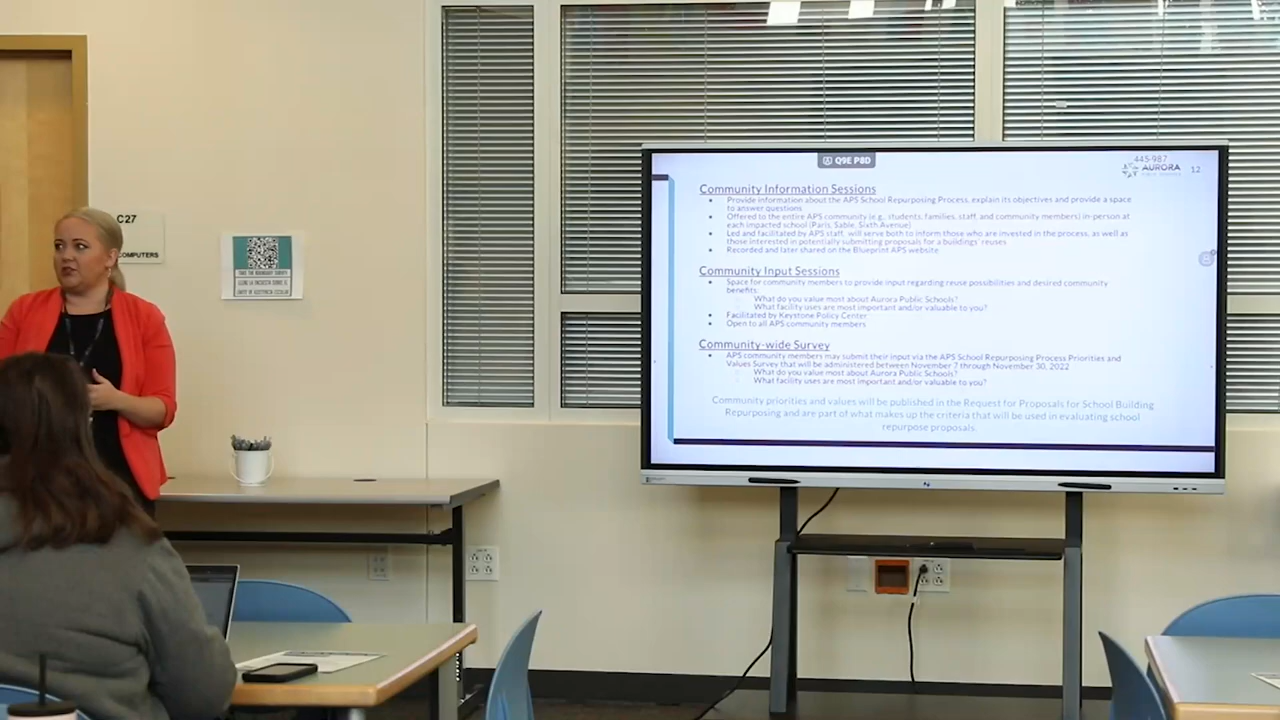 C27
COMPUTERS
TAKE THE BOUNDARY SURVEY
Q9E P8D
445-987
AURORA
12
Community Information Sessions
Provide information about the APS School Repurposing Process, explain its objectives and provide a space
to answer questions
Offered to the entire APS community (e.g., students, families, staff, and community members) in-person at
each impacted school (Paris, Sable, Sixth Avenue)
Led and facilitated by APS staff, will serve both to inform those who are invested in the process, as well as
those interested in potentially submitting proposals for a buildings' reuses
Recorded and later shared on the Blueprint APS website
Community Input Sessions
Space for community members to provide input regarding reuse possibilities and desired community
benefits:
What do you value most about Aurora Public Schools?
What facility uses are most important and/or valuable to you?
Facilitated by Keystone Policy Center
Open to all APS community members
Community-wide Survey
APS community members may submit their input via the APS School Repurposing Process Priorities and
Values Survey that will be administered between November 7 through November 30, 2022
What do you value most about Aurora Public Schools?
What facility uses are most important and/or valuable to you?
Community priorities and values will be published in the Request for Proposals for School Building
Repurposing and are part of what makes up the criteria that will be used in evaluating school
repurpose proposals.